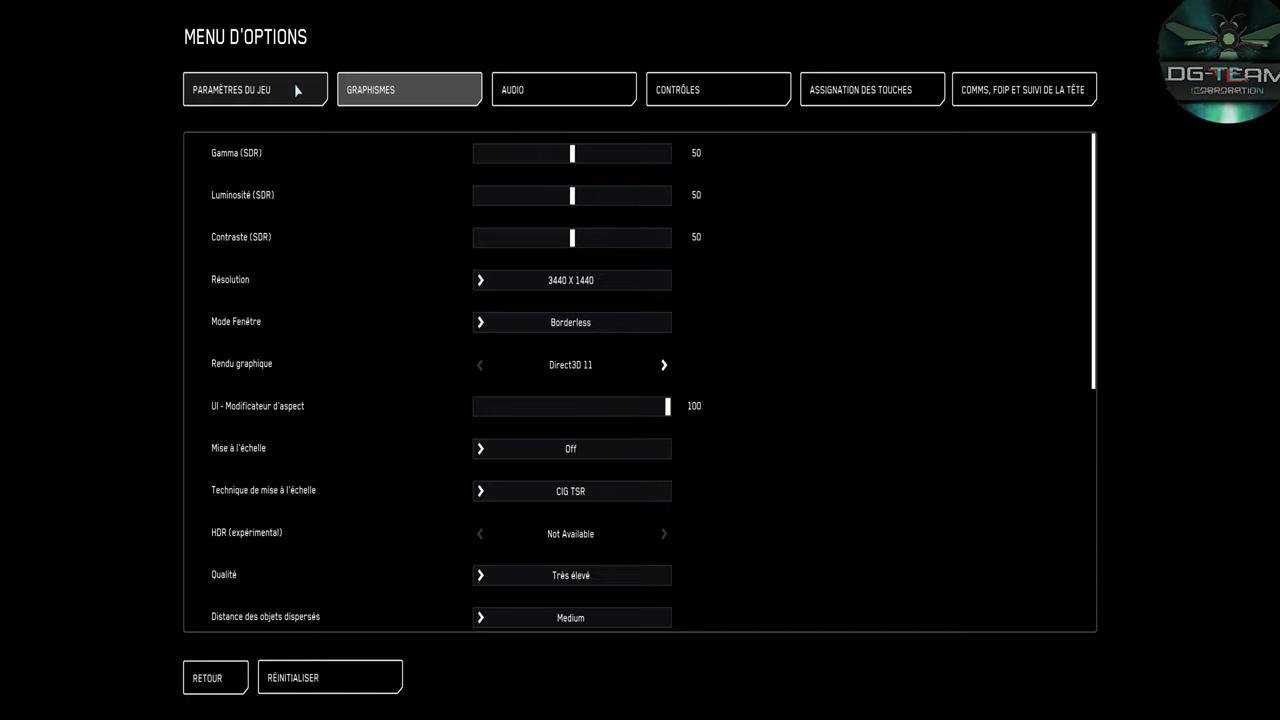 MENU D'OPTIONS
DG-TEAM
CORPORATION
PARAMÈTRES DU JEU
GRAPHISMES
AUDIO
CONTRÔLES
ASSIGNATION DES TOUCHES
COMMS, FOIP ET SUIVI DE LA TÊTE
Gamma (SDR) 50
Luminosité (SDR) 50
Contraste (SDR) 50
Résolution 3440 X 1440
Mode Fenêtre Borderless
Rendu graphique Direct3D 11
UI - Modificateur d'aspect 100
Mise à l'échelle Off
Technique de mise à l'échelle CIG TSR
HDR (expérimental) Not Available
Qualité Très élevé
Distance des objets dispersés Medium
RETOUR
RÉINITIALISER